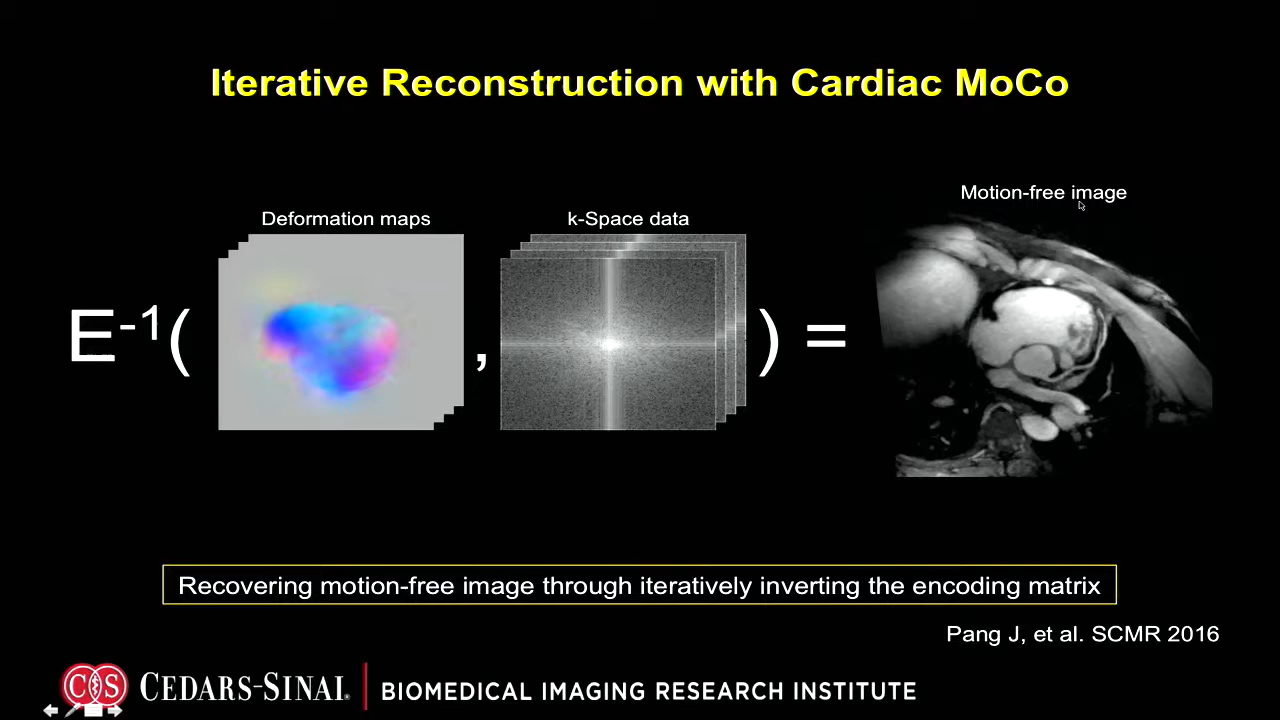 Iterative Reconstruction with Cardiac MoCo
Motion-free image
Deformation maps
k-Space data
E-1( , ) =
Recovering motion-free image through iteratively inverting the encoding matrix
Pang J, et al. SCMR 2016
CS CEDARS-SINAI. BIOMEDICAL IMAGING RESEARCH INSTITUTE